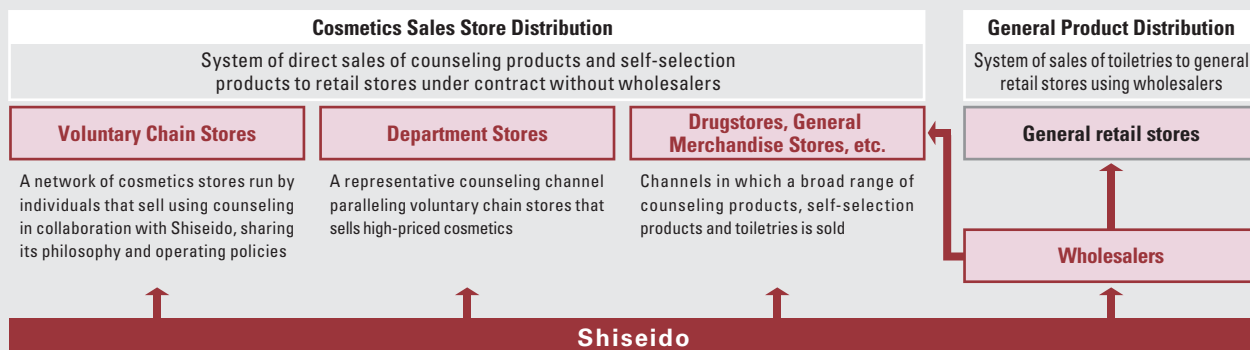 Cosmetics Sales Store Distribution
System of direct sales of counseling products and self-selection
products to retail stores under contract without wholesalers
General Product Distribution
System of sales of toiletries to general
retail stores using wholesalers
Voluntary Chain Stores
A network of cosmetics stores run by
individuals that sell using counseling
in collaboration with Shiseido, sharing
its philosophy and operating policies
Department Stores
A representative counseling channel
paralleling voluntary chain stores that
sells high-priced cosmetics
Drugstores, General
Merchandise Stores, etc.
Channels in which a broad range of
counseling products, self-selection
products and toiletries is sold
General retail stores
Wholesalers
Shiseido